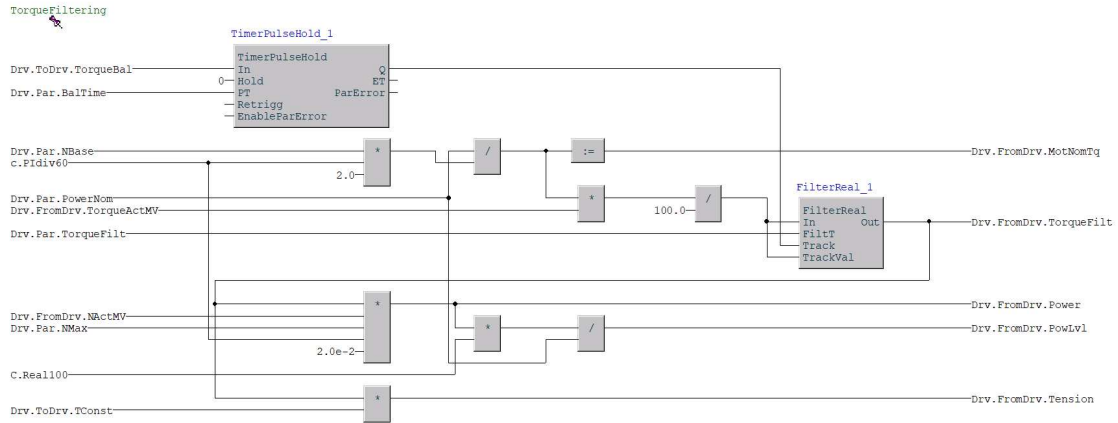 TorqueFiltering
TimerPulseHold_1
TimerPulseHold
Drv.ToDrv.TorqueBal In Q
0 Hold ET
Drv.Par.BalTime PT ParError
Retrigg
EnableParError
Drv.Par.NBase * / := Drv.FromDrv.MotNomTq
c.PIdiv60
2.0
Drv.Par.PowerNom * / FilterReal_1
Drv.FromDrv.TorqueActMV 100.0 FilterReal
In Out Drv.FromDrv.TorqueFilt
Drv.Par.TorqueFilt FiltT
Track
TrackVal
* Drv.FromDrv.Power
Drv.FromDrv.NActMV
Drv.Par.NMax * / Drv.FromDrv.PowLvl
2.0e-2
C.Real100
* Drv.FromDrv.Tension
Drv.ToDrv.TConst